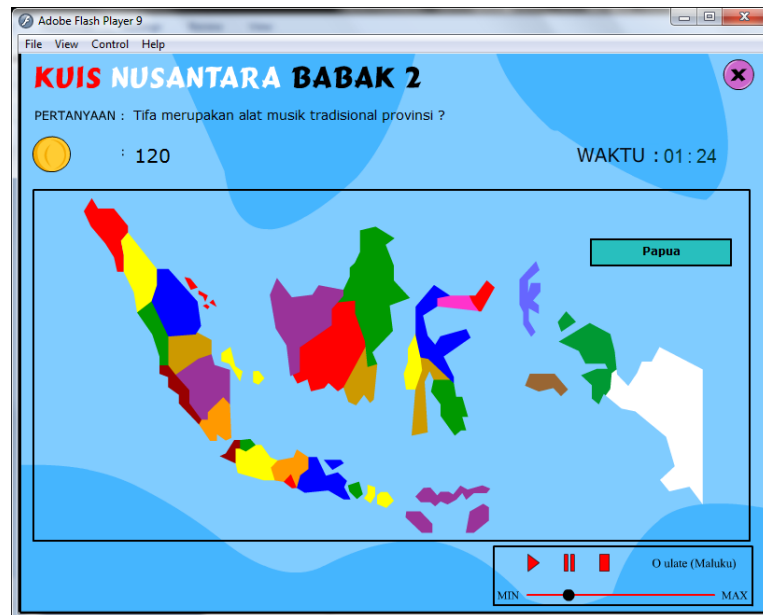 Adobe Flash Player 9
File View Control Help
KUIS NUSANTARA BABAK 2
PERTANYAAN : Tifa merupakan alat musik tradisional provinsi ?
: 120
WAKTU : 01 : 24
Papua
O ulate (Maluku)
MIN MAX